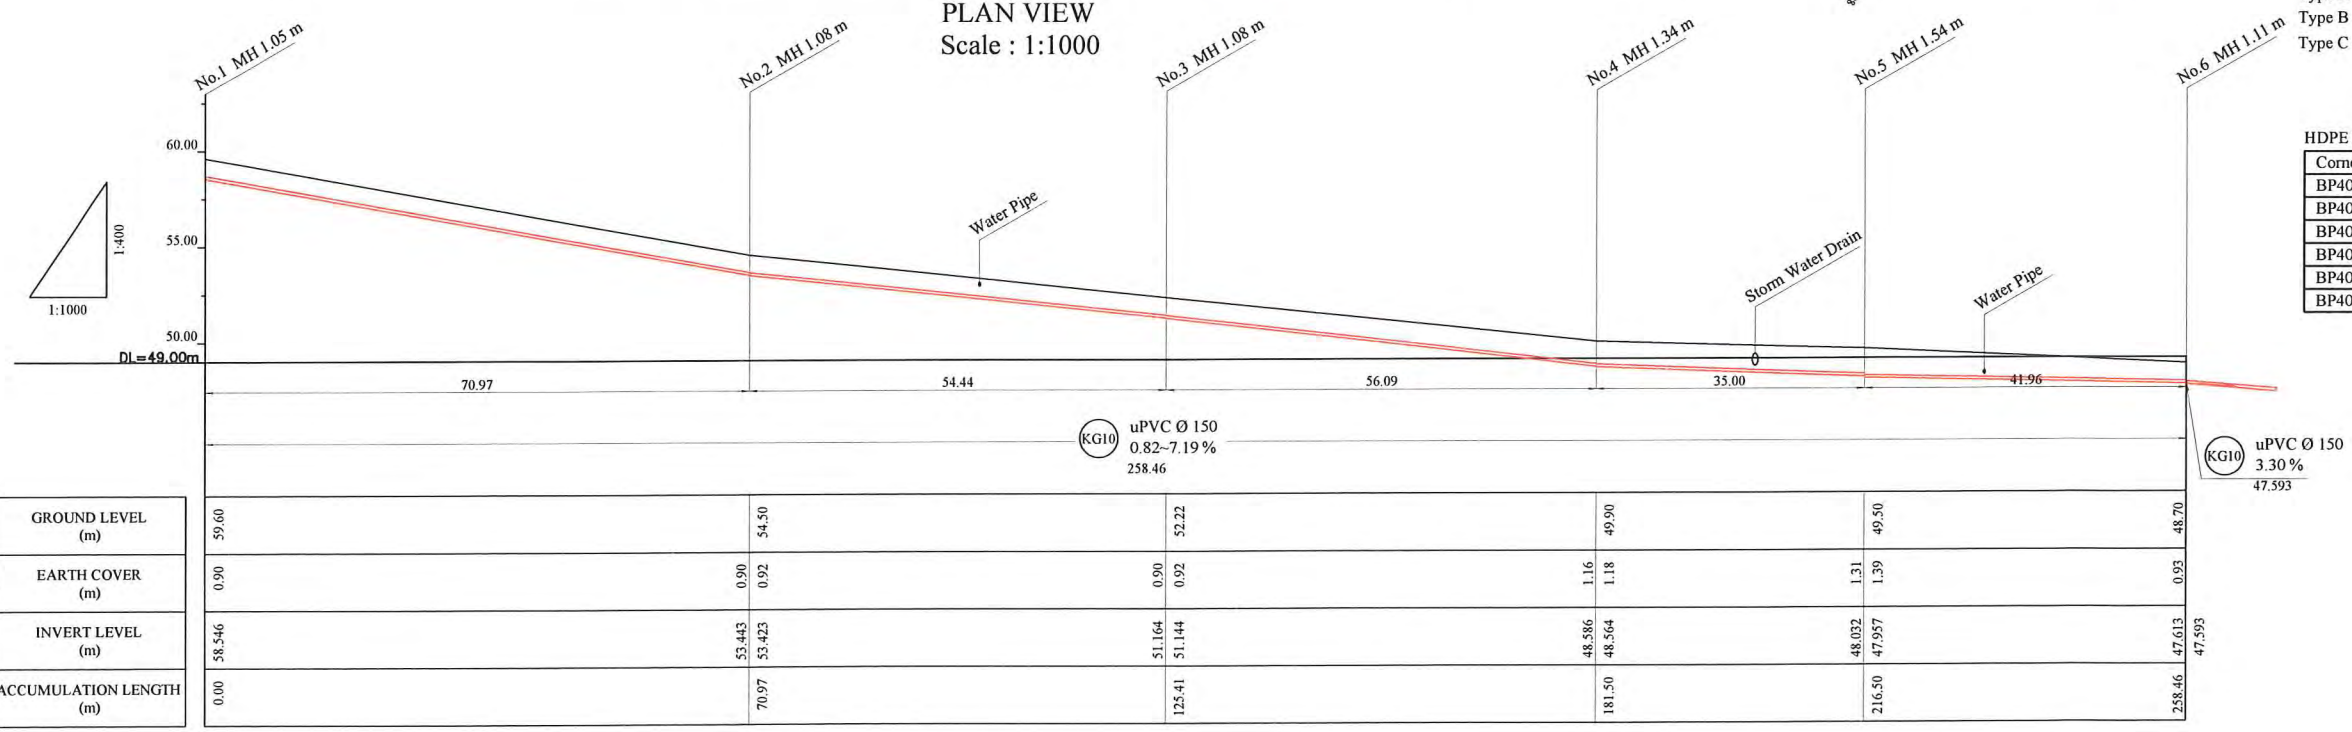 PLAN VIEW
Scale : 1:1000
No.1 MH 1.05 m
No.2 MH 1.08 m
No.3 MH 1.08 m
No.4 MH 1.34 m
No.5 MH 1.54 m
No.6 MH 1.11 m
Type B
Type C
HDPE
BP40
BP40
BP40
BP40
BP40
BP40
60.00
55.00
50.00
DL=49.00m
1:400
1:1000
Water Pipe
Storm Water Drain
Water Pipe
70.97
54.44
56.09
35.00
41.96
KG10
uPVC Ø 150
0.82~7.19 %
258.46
KG10
uPVC Ø 150
3.30 %
47.593
GROUND LEVEL
(m)
59.60
54.50
52.22
49.90
49.50
48.70
EARTH COVER
(m)
0.90
0.90
0.92
0.90
0.92
1.16
1.18
1.31
1.39
0.93
INVERT LEVEL
(m)
58.546
53.443
53.423
51.164
51.144
48.586
48.564
48.032
47.957
47.613
47.593
ACCUMULATION LENGTH
(m)
0.00
70.97
125.41
181.50
216.50
258.46